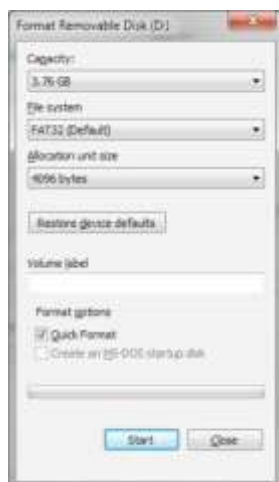 Format Removable Disk (D:)
Capacity:
3.76 GB
File system
FAT32 (Default)
Allocation unit size
4096 bytes
Restore device defaults
Volume label
Format options
Quick Format
Create an MS-DOS startup disk
Start
Close